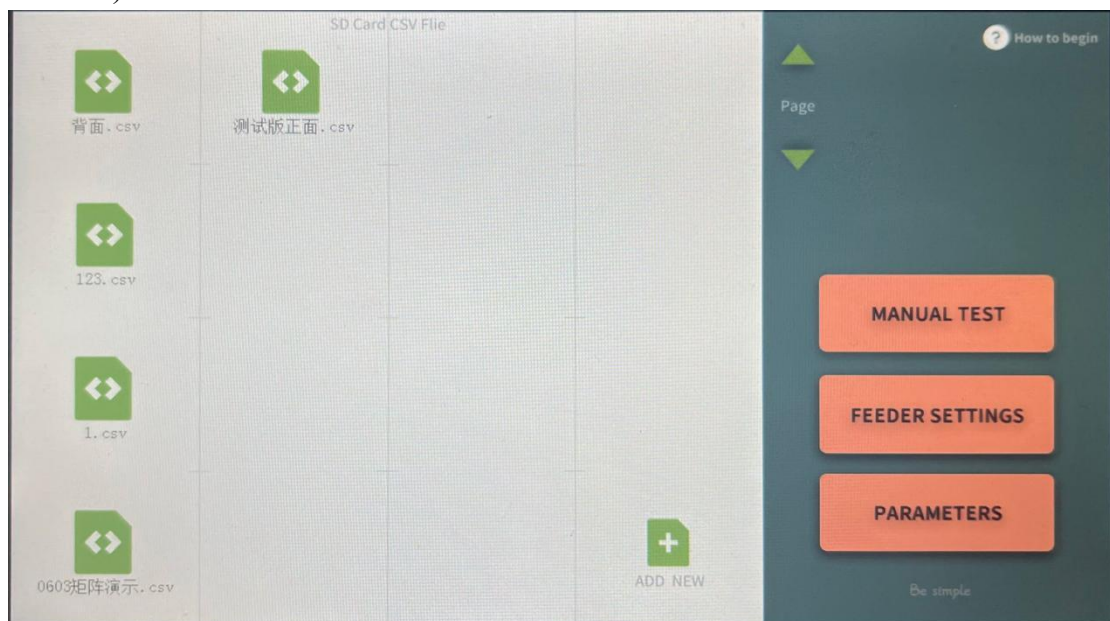 SD Card CSV Flie
背面.csv
测试版正面.csv
123.csv
1.csv
0603矩阵演示.csv
ADD NEW
Page
? How to begin
MANUAL TEST
FEEDER SETTINGS
PARAMETERS
Be simple